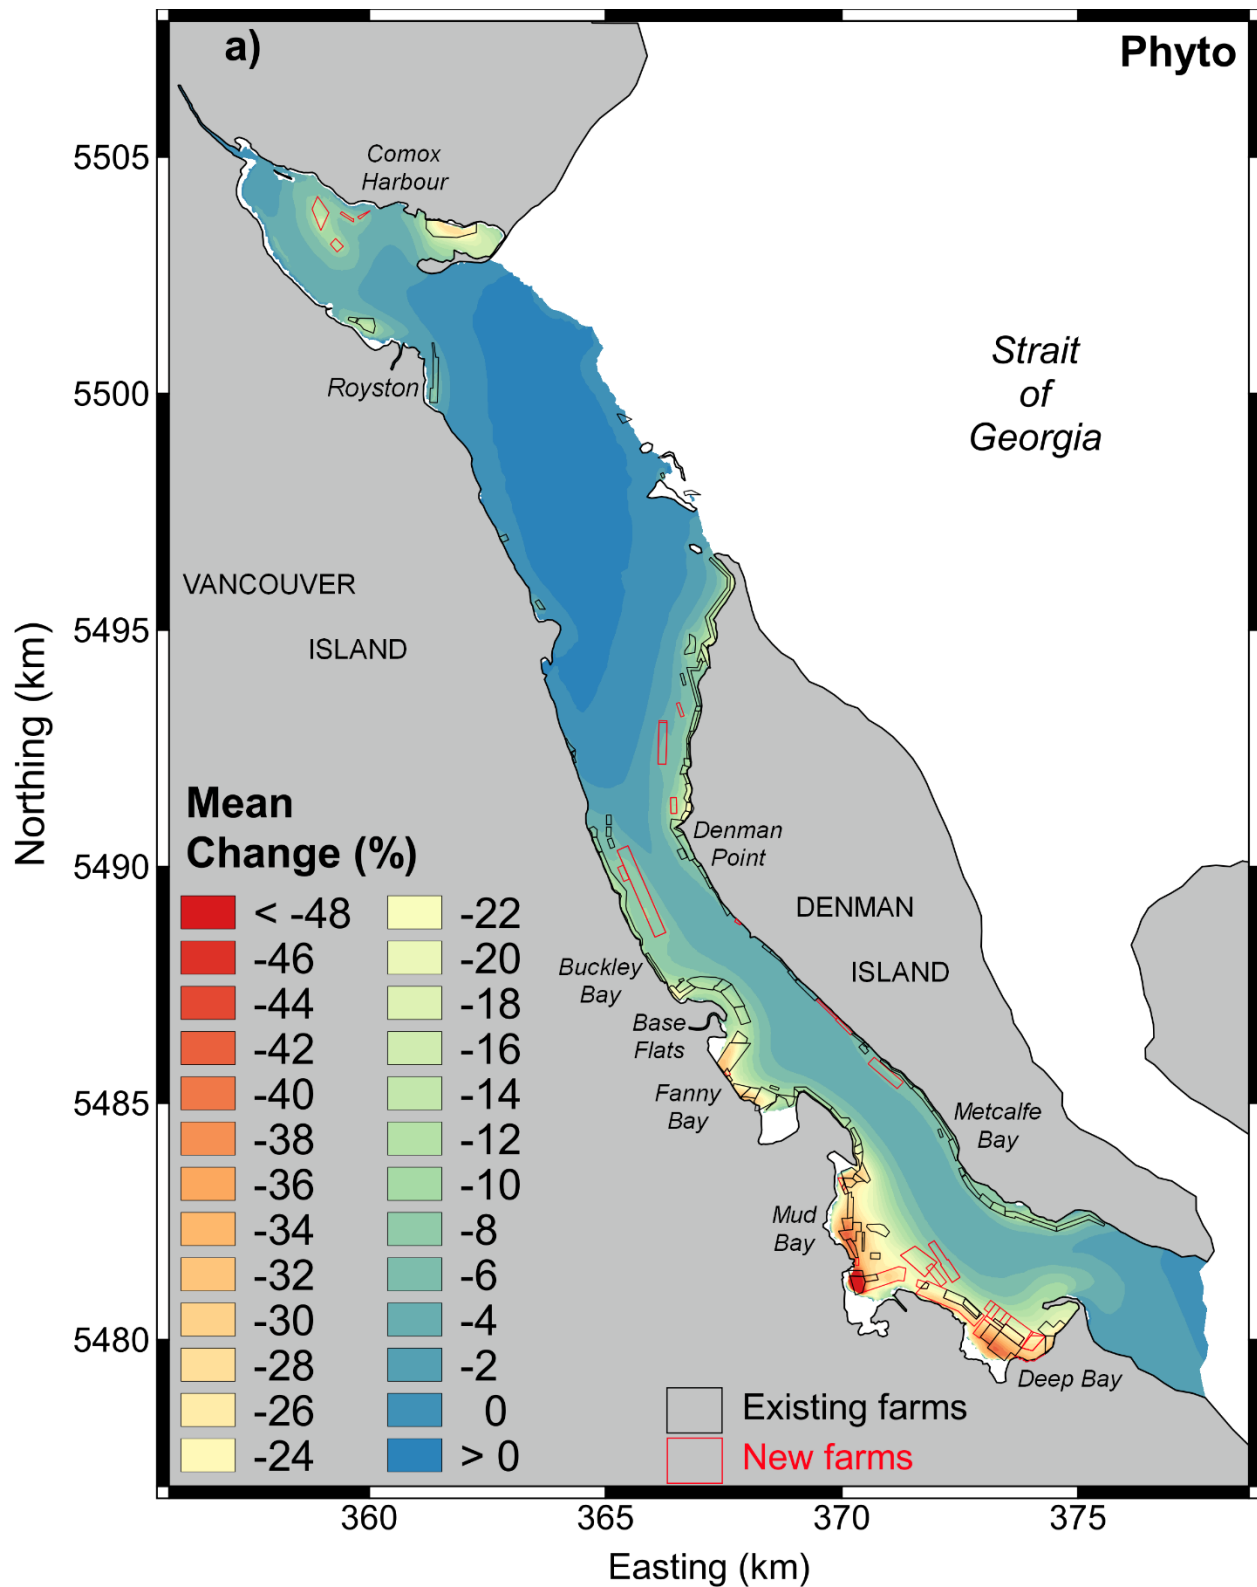 a)
Phyto
Comox
Harbour
Strait
of
Georgia
Royston
VANCOUVER
ISLAND
Denman
Point
DENMAN
ISLAND
Buckley
Bay
Base
Flats
Fanny
Bay
Metcalfe
Bay
Mud
Bay
Deep Bay
Mean
Change (%)
< -48
-46
-44
-42
-40
-38
-36
-34
-32
-30
-28
-26
-24
-22
-20
-18
-16
-14
-12
-10
-8
-6
-4
-2
0
> 0
Existing farms
New farms
Northing (km)
5505
5500
5495
5490
5485
5480
360
365
370
375
Easting (km)